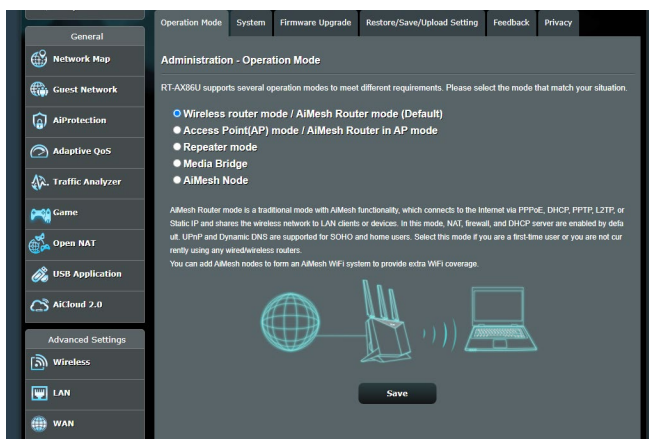 Operation Mode System Firmware Upgrade Restore/Save/Upload Setting Feedback Privacy
General
Network Map
Guest Network
AiProtection
Adaptive QoS
Traffic Analyzer
Game
Open NAT
USB Application
AiCloud 2.0
Advanced Settings
Wireless
LAN
WAN
Administration - Operation Mode
RT-AX86U supports several operation modes to meet different requirements. Please select the mode that match your situation.
Wireless router mode / AiMesh Router mode (Default)
Access Point(AP) mode / AiMesh Router in AP mode
Repeater mode
Media Bridge
AiMesh Node
AiMesh Router mode is a traditional mode with AiMesh functionality, which connects to the Internet via PPPoE, DHCP, PPTP, L2TP, or
Static IP and shares the wireless network to LAN clients or devices. In this mode, NAT, firewall, and DHCP server are enabled by defa
ult. UPnP and Dynamic DNS are supported for SOHO and home users. Select this mode if you are a first-time user or you are not cur
rently using any wired/wireless routers.
You can add AiMesh nodes to form an AiMesh WiFi system to provide extra WiFi coverage.
Save